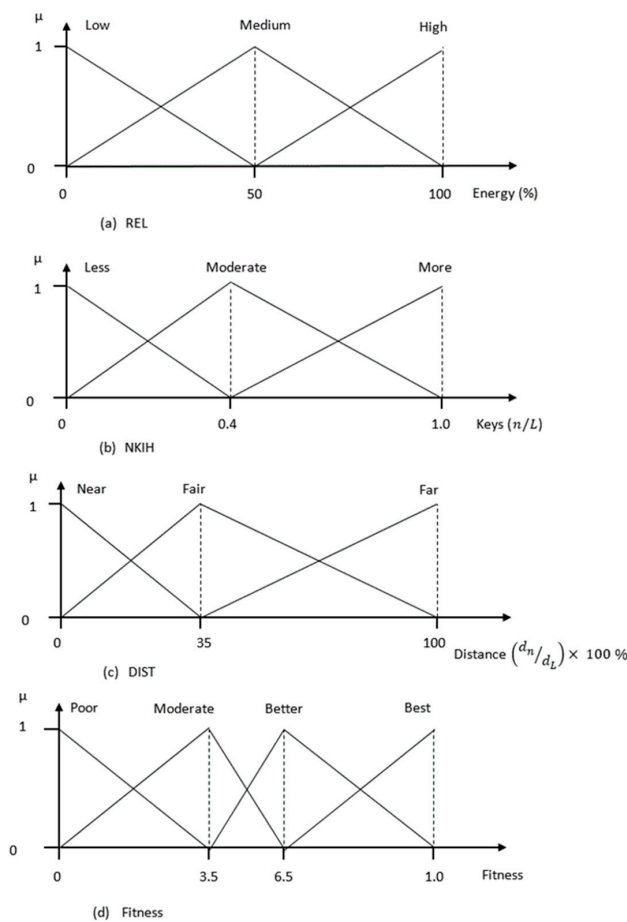 μ
Low Medium High
1
0
0 50 100 Energy (%)
(a) REL
μ
Less Moderate More
1
0
0 0.4 1.0 Keys (n/L)
(b) NKIH
μ
Near Fair Far
1
0
0 35 100
Distance (dₙ/d_L) × 100 %
(c) DIST
μ
Poor Moderate Better Best
1
0
0 3.5 6.5 1.0 Fitness
(d) Fitness